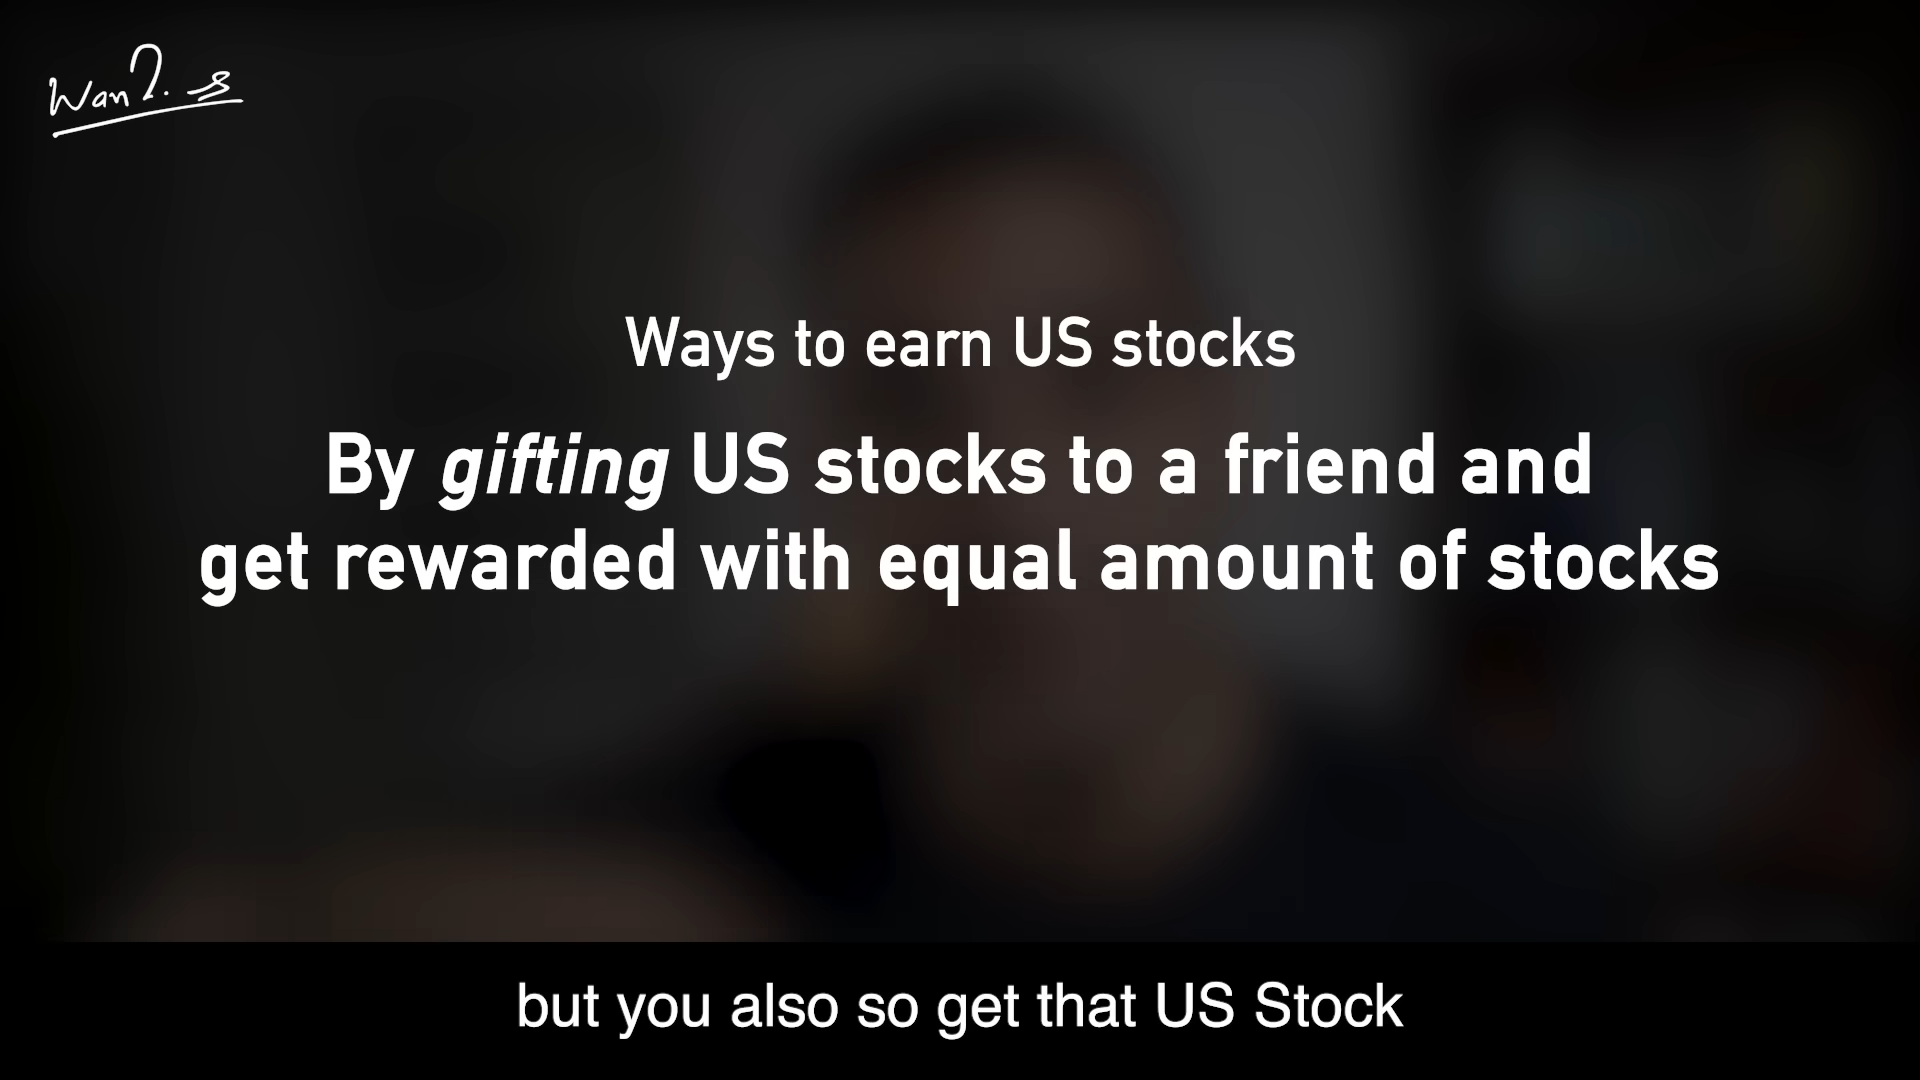 Ways to earn US stocks
By gifting US stocks to a friend and
get rewarded with equal amount of stocks
but you also so get that US Stock